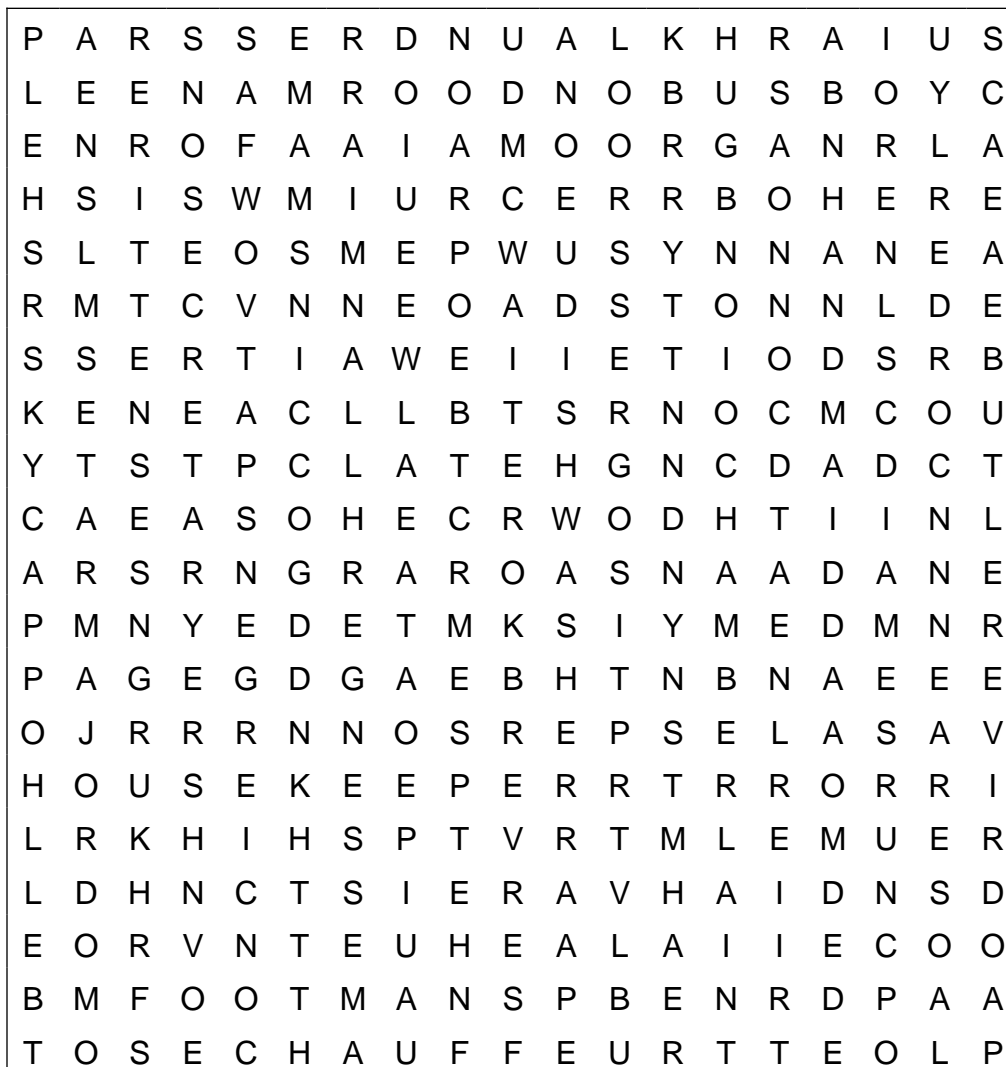 P A R S S E R D N U A L K H R A I U S
L E E N A M R O O D N O B U S B O Y C
E N R O F A A I A M O O R G A N R L A
H S I S W M I U R C E R R B O H E R E
S L T E O S M E P W U S Y N N A N E A
R M T C V N N E O A D S T O N N L D E
S S E R T I A W E I I E T I O D S R B
K E N E A C L L B T S R N O C M C O U
Y T S T P C L A T E H G N C D A D C T
C A E A S O H E C R W O D H T I I N L
A R S R N G R A R O A S N A A D A N E
P M N Y E D E T M K S I Y M E D M N R
P A G E G D G A E B H T N B N A E E E
O J R R R N N O S R E P S E L A S A V
H O U S E K E E P E R R T R R O R R I
L R K H I H S P T V R T M L E M U E R
L D H N C T S I E R A V H A I D N S D
E O R V N T E U H E A L A I I E C O O
B M F O O T M A N S P B E N R D P A A
T O S E C H A U F F E U R T T E O L P